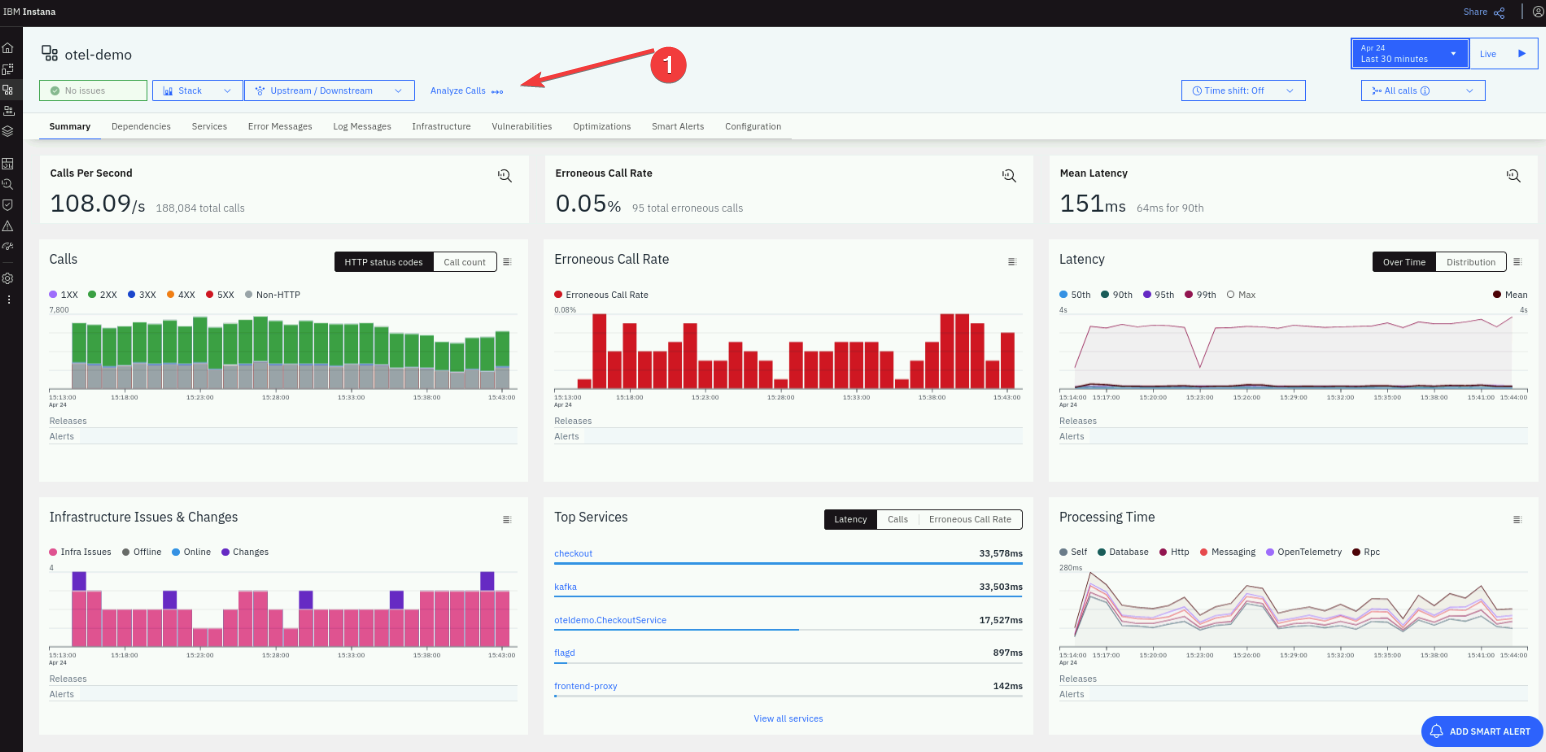 IBM Instana
Share
otel-demo
Apr 24
Last 30 minutes
Live
1
No issues
Stack
Upstream / Downstream
Analyze Calls
Time shift: Off
All calls
Summary
Dependencies
Services
Error Messages
Log Messages
Infrastructure
Vulnerabilities
Optimizations
Smart Alerts
Configuration
Calls Per Second
108.09/s 188,084 total calls
Erroneous Call Rate
0.05% 95 total erroneous calls
Mean Latency
151ms 64ms for 90th
Calls
HTTP status codes Call count
1XX 2XX 3XX 4XX 5XX Non-HTTP
7,800
15:13:00 15:18:00 15:23:00 15:28:00 15:33:00 15:38:00 15:43:00
Apr 24
Releases
Alerts
Erroneous Call Rate
Erroneous Call Rate
0.08%
15:13:00 15:18:00 15:23:00 15:28:00 15:33:00 15:38:00 15:43:00
Apr 24
Releases
Alerts
Latency
Over Time Distribution
50th 90th 95th 99th Max Mean
4s 4s
15:14:00 15:17:00 15:20:00 15:23:00 15:26:00 15:29:00 15:32:00 15:35:00 15:38:00 15:41:00 15:44:00
Apr 24
Releases
Alerts
Infrastructure Issues & Changes
Infra Issues Offline Online Changes
4
15:13:00 15:18:00 15:23:00 15:28:00 15:33:00 15:38:00 15:43:00
Apr 24
Releases
Alerts
Top Services
Latency Calls Erroneous Call Rate
checkout 33,578ms
kafka 33,503ms
oteldemo.CheckoutService 17,527ms
flagd 897ms
frontend-proxy 142ms
View all services
Processing Time
Self Database Http Messaging OpenTelemetry Rpc
280ms
15:14:00 15:17:00 15:20:00 15:23:00 15:26:00 15:29:00 15:32:00 15:35:00 15:38:00 15:41:00 15:44:00
Apr 24
Releases
Alerts
ADD SMART ALERT